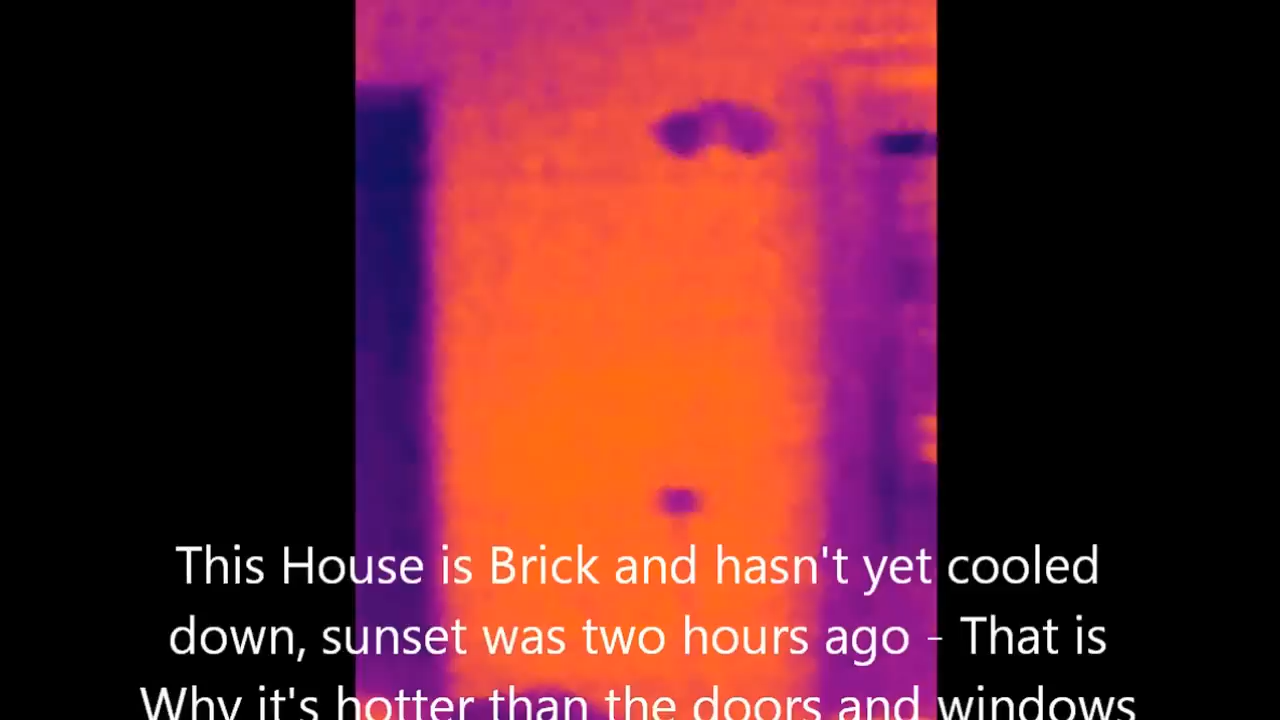 This House is Brick and hasn't yet cooled
down, sunset was two hours ago - That is
Why it's hotter than the doors and windows